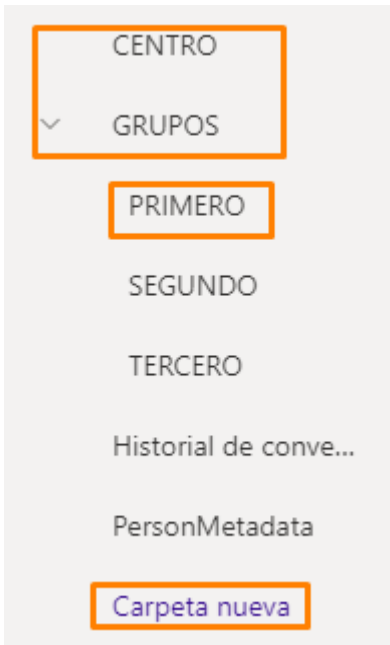 CENTRO
GRUPOS
PRIMERO
SEGUNDO
TERCERO
Historial de conve...
PersonMetadata
Carpeta nueva